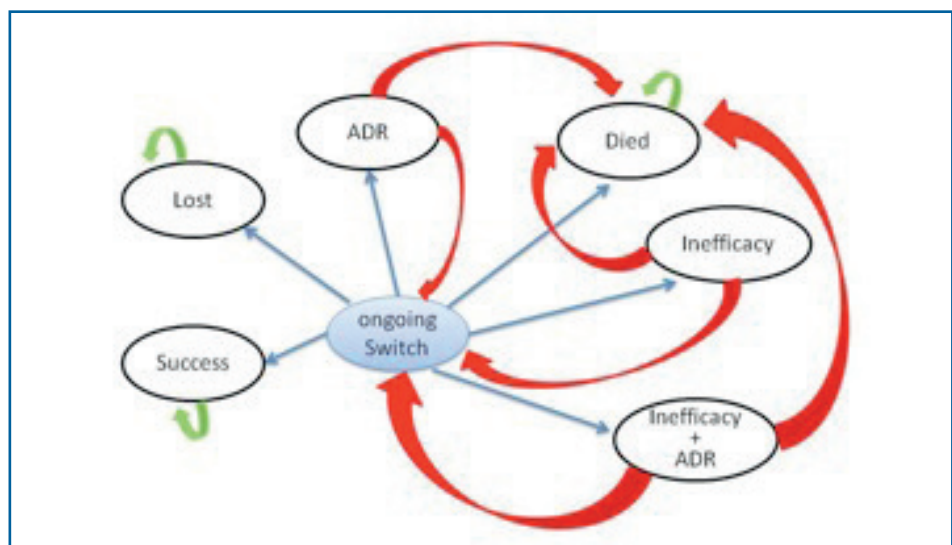 ADR
Died
Lost
Inefficacy
ongoing
Switch
Success
Inefficacy
+
ADR